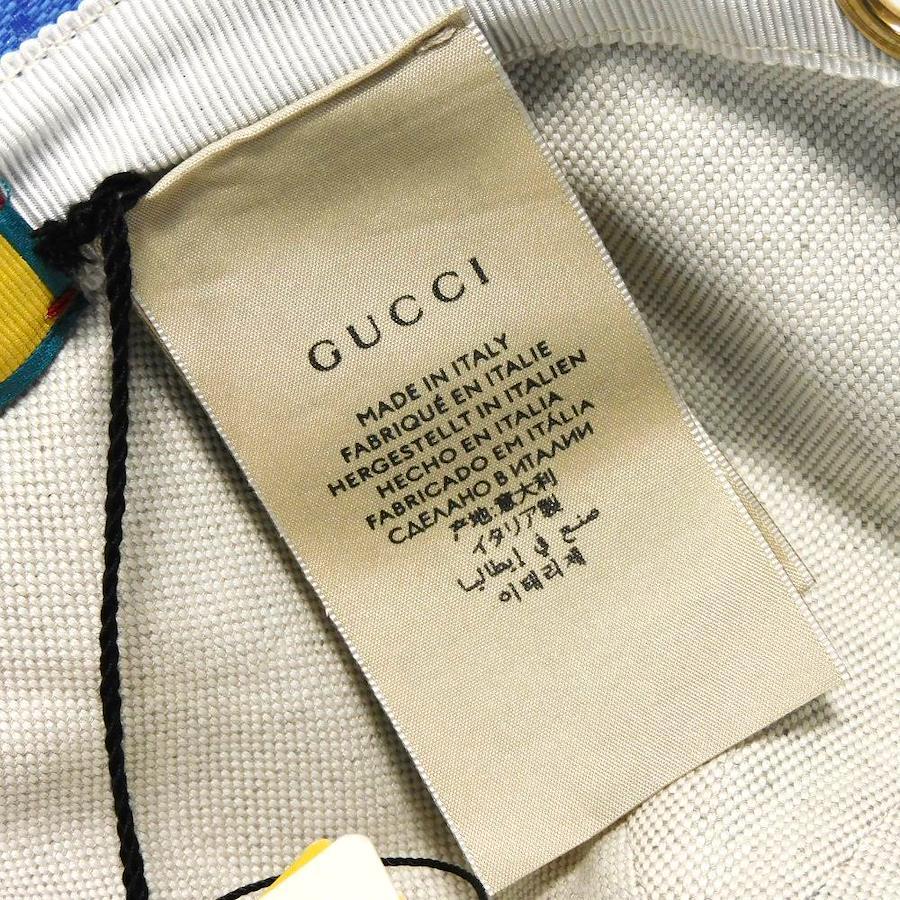 GUCCI
MADE IN ITALY
FABRIQUÉ EN ITALIE
HERGESTELLT IN ITALIEN
HECHO EN ITALIA
FABRICADO EM ITÁLIA
СДЕЛАНО В ИТАЛИИ
产地:意大利
イタリア製
صنع في إيطاليا
이태리제